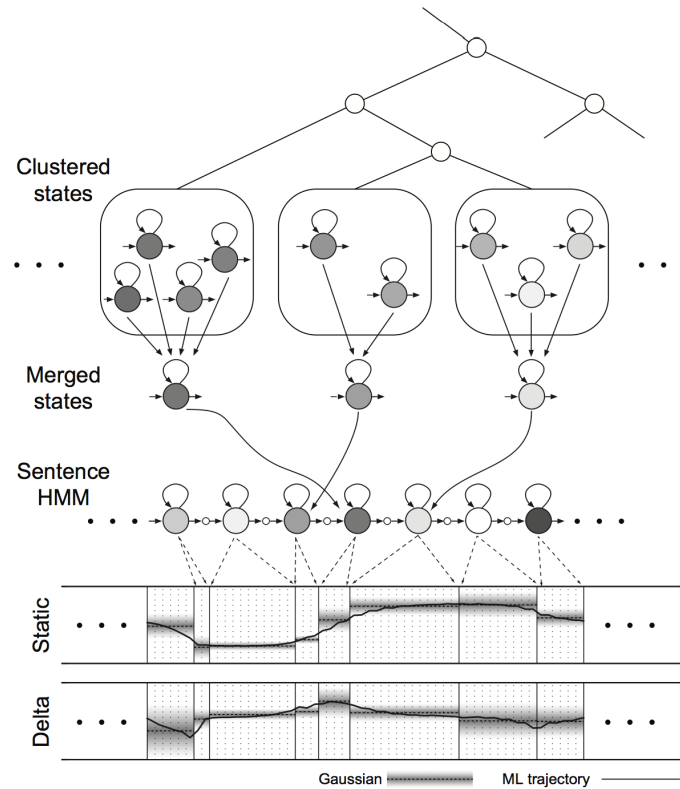 Clustered
states
Merged
states
Sentence
HMM
Static
Delta
Gaussian
ML trajectory